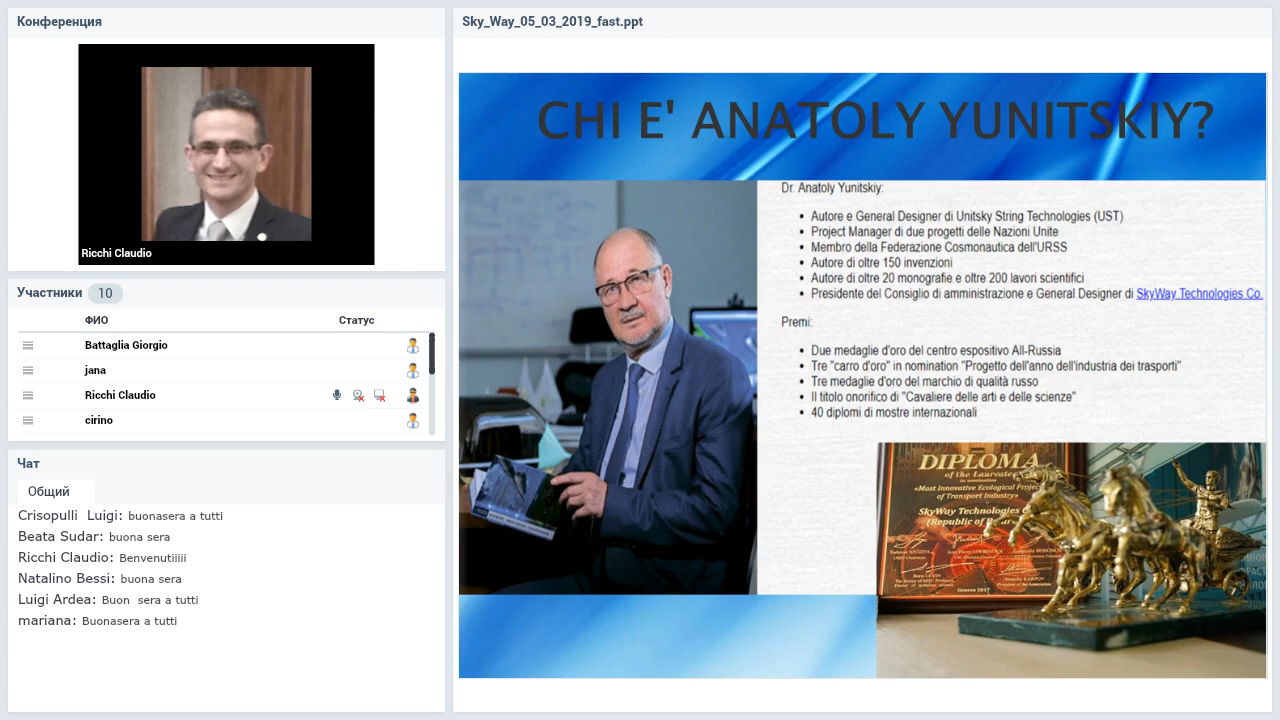 Конференция
Ricchi Claudio
Участники 10
ФИО Статус
Battaglia Giorgio
jana
Ricchi Claudio
cirino
Чат
Общий
Crisopulli Luigi: buonasera a tutti
Beata Sudar: buona sera
Ricchi Claudio: Benvenutiiiii
Natalino Bessi: buona sera
Luigi Ardea: Buon sera a tutti
mariana: Buonasera a tutti
Sky_Way_05_03_2019_fast.ppt
CHI E' ANATOLY YUNITSKIY?
Dr. Anatoly Yunitskiy:
• Autore e General Designer di Unitsky String Technologies (UST)
• Project Manager di due progetti delle Nazioni Unite
• Membro della Federazione Cosmonautica dell'URSS
• Autore di oltre 150 invenzioni
• Autore di oltre 20 monografie e oltre 200 lavori scientifici
• Presidente del Consiglio di amministrazione e General Designer di SkyWay Technologies Co.
Premi:
• Due medaglie d'oro del centro espositivo All-Russia
• Tre "carro d'oro" in nomination "Progetto dell'anno dell'industria dei trasporti"
• Tre medaglie d'oro del marchio di qualità russo
• Il titolo onorifico di "Cavaliere delle arti e delle scienze"
• 40 diplomi di mostre internazionali
DIPLOMA
of the Laureate
in nomination
«Most Innovative Ecological Project
of Transport Industry»
SkyWay Technologies
(Republic of
Geneva 2017